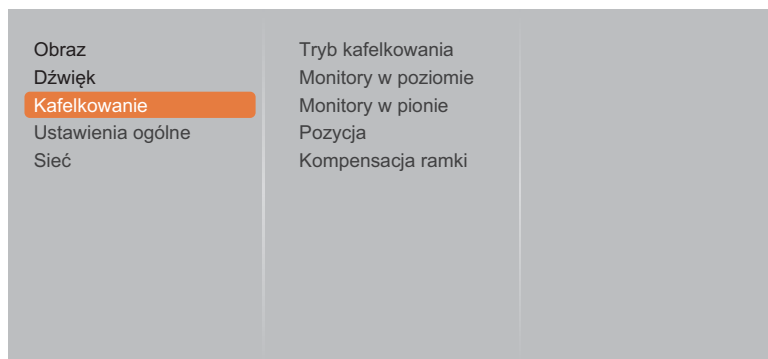 Obraz
Dźwięk
Kafelkowanie
Ustawienia ogólne
Sieć
Tryb kafelkowania
Monitory w poziomie
Monitory w pionie
Pozycja
Kompensacja ramki